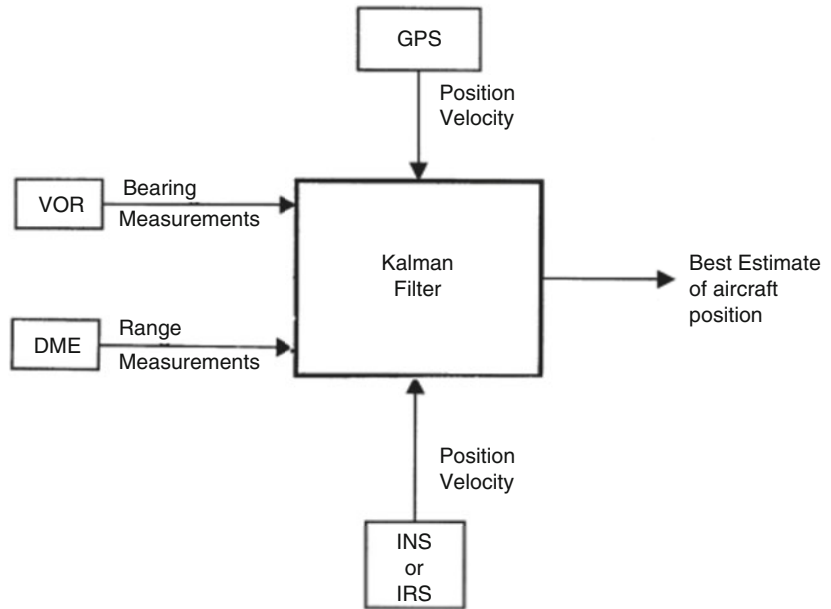 GPS
Position
Velocity
VOR
Bearing
Measurements
Kalman
Filter
Best Estimate
of aircraft
position
DME
Range
Measurements
Position
Velocity
INS
or
IRS